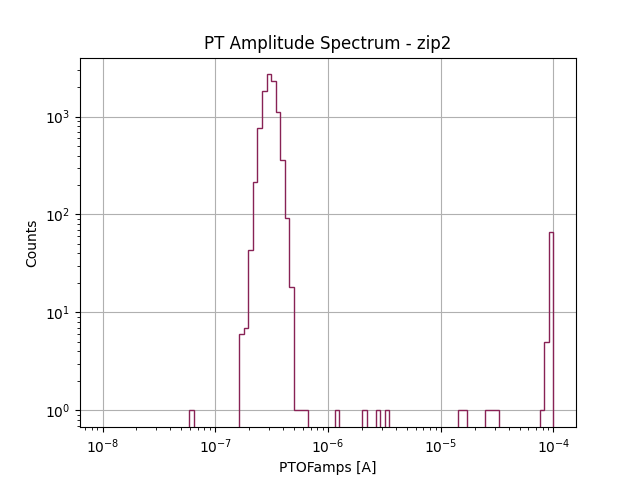 PT Amplitude Spectrum - zip2
Counts
10³
10²
10¹
10⁰
10⁻⁸ 10⁻⁷ 10⁻⁶ 10⁻⁵ 10⁻⁴
PTOFamps [A]